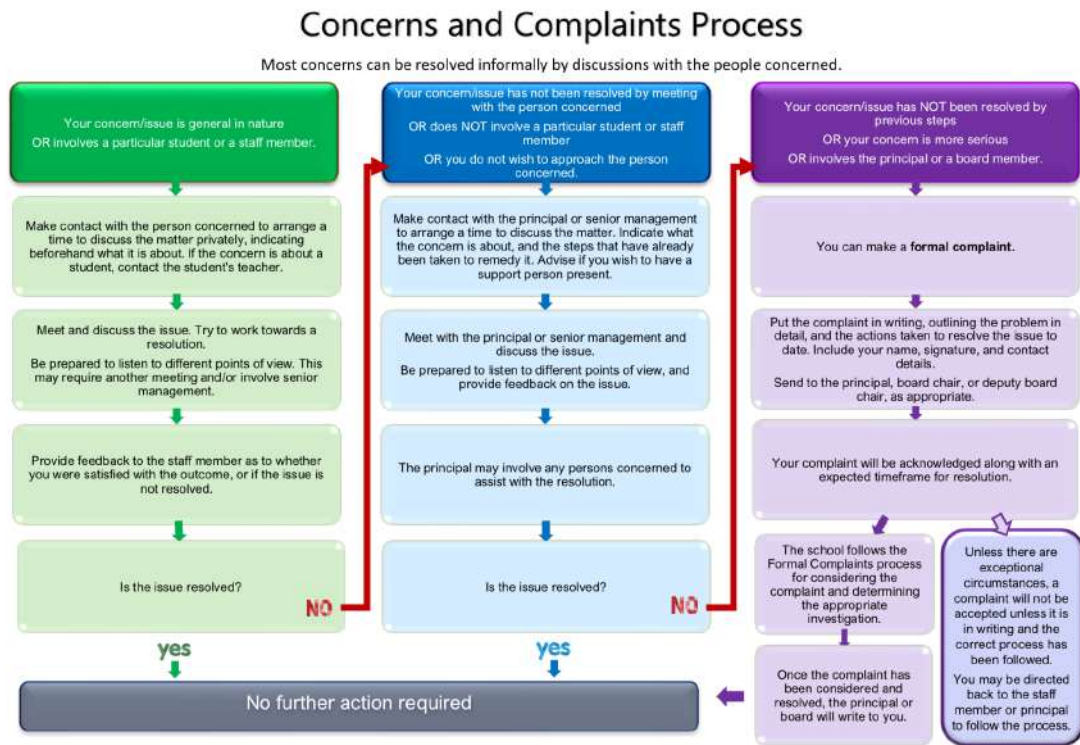 Concerns and Complaints Process
Most concerns can be resolved informally by discussions with the people concerned.
Your concern/issue is general in nature
OR involves a particular student or a staff member.
Make contact with the person concerned to arrange a
time to discuss the matter privately, indicating
beforehand what it is about. If the concern is about a
student, contact the student's teacher.
Meet and discuss the issue. Try to work towards a
resolution.
Be prepared to listen to different points of view. This
may require another meeting and/or involve senior
management.
Provide feedback to the staff member as to whether
you were satisfied with the outcome, or if the issue is
not resolved.
Is the issue resolved?
NO
yes
Your concern/issue has not been resolved by meeting
with the person concerned
OR does NOT involve a particular student or staff
member
OR you do not wish to approach the person
concerned.
Make contact with the principal or senior management
to arrange a time to discuss the matter. Indicate what
the concern is about, and the steps that have already
been taken to remedy it. Advise if you wish to have a
support person present.
Meet with the principal or senior management and
discuss the issue.
Be prepared to listen to different points of view, and
provide feedback on the issue.
The principal may involve any persons concerned to
assist with the resolution.
Is the issue resolved?
NO
yes
Your concern/issue has NOT been resolved by
previous steps
OR your concern is more serious
OR involves the principal or a board member.
You can make a formal complaint.
Put the complaint in writing, outlining the problem in
detail, and the actions taken to resolve the issue to
date. Include your name, signature, and contact
details.
Send to the principal, board chair, or deputy board
chair, as appropriate.
Your complaint will be acknowledged along with an
expected timeframe for resolution.
The school follows the
Formal Complaints process
for considering the
complaint and determining
the appropriate
investigation.
Once the complaint has
been considered and
resolved, the principal or
board will write to you.
Unless there are
exceptional
circumstances, a
complaint will not be
accepted unless it is
in writing and the
correct process has
been followed.
You may be directed
back to the staff
member or principal
to follow the process.
No further action required